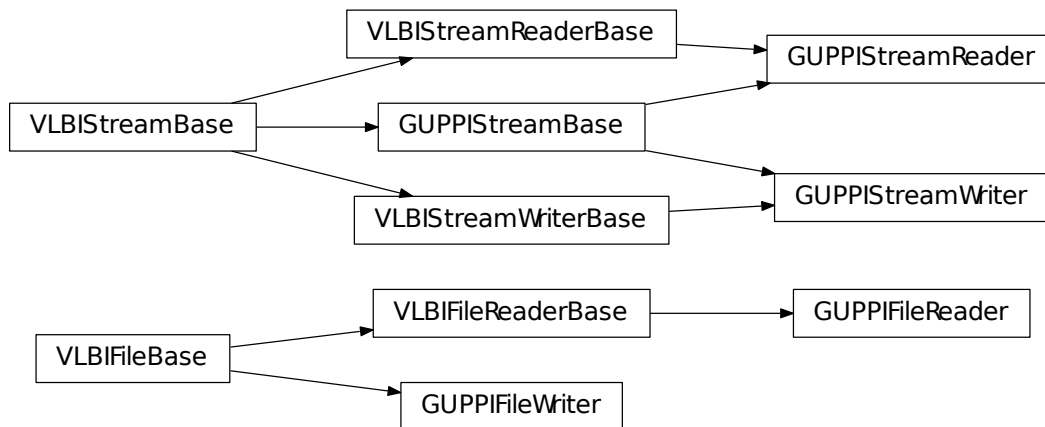 VLBIStreamReaderBase
GUPPIStreamReader
VLBIStreamBase
GUPPIStreamBase
GUPPIStreamWriter
VLBIStreamWriterBase
VLBIFileReaderBase
GUPPIFileReader
VLBIFileBase
GUPPIFileWriter